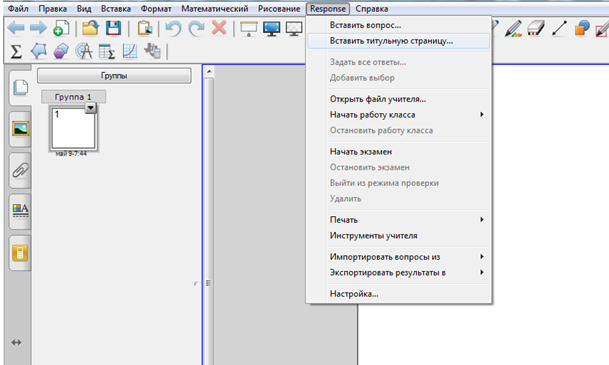 Файл Правка Вид Вставка Формат Математический Рисование Response Справка
Группы
Группа 1
1
май 9-7:44
Вставить вопрос...
Вставить титульную страницу...
Задать все ответы...
Добавить выбор
Открыть файл учителя...
Начать работу класса
Остановить работу класса
Начать экзамен
Остановить экзамен
Выйти из режима проверки
Удалить
Печать
Инструменты учителя
Импортировать вопросы из
Экспортировать результаты в
Настройка...